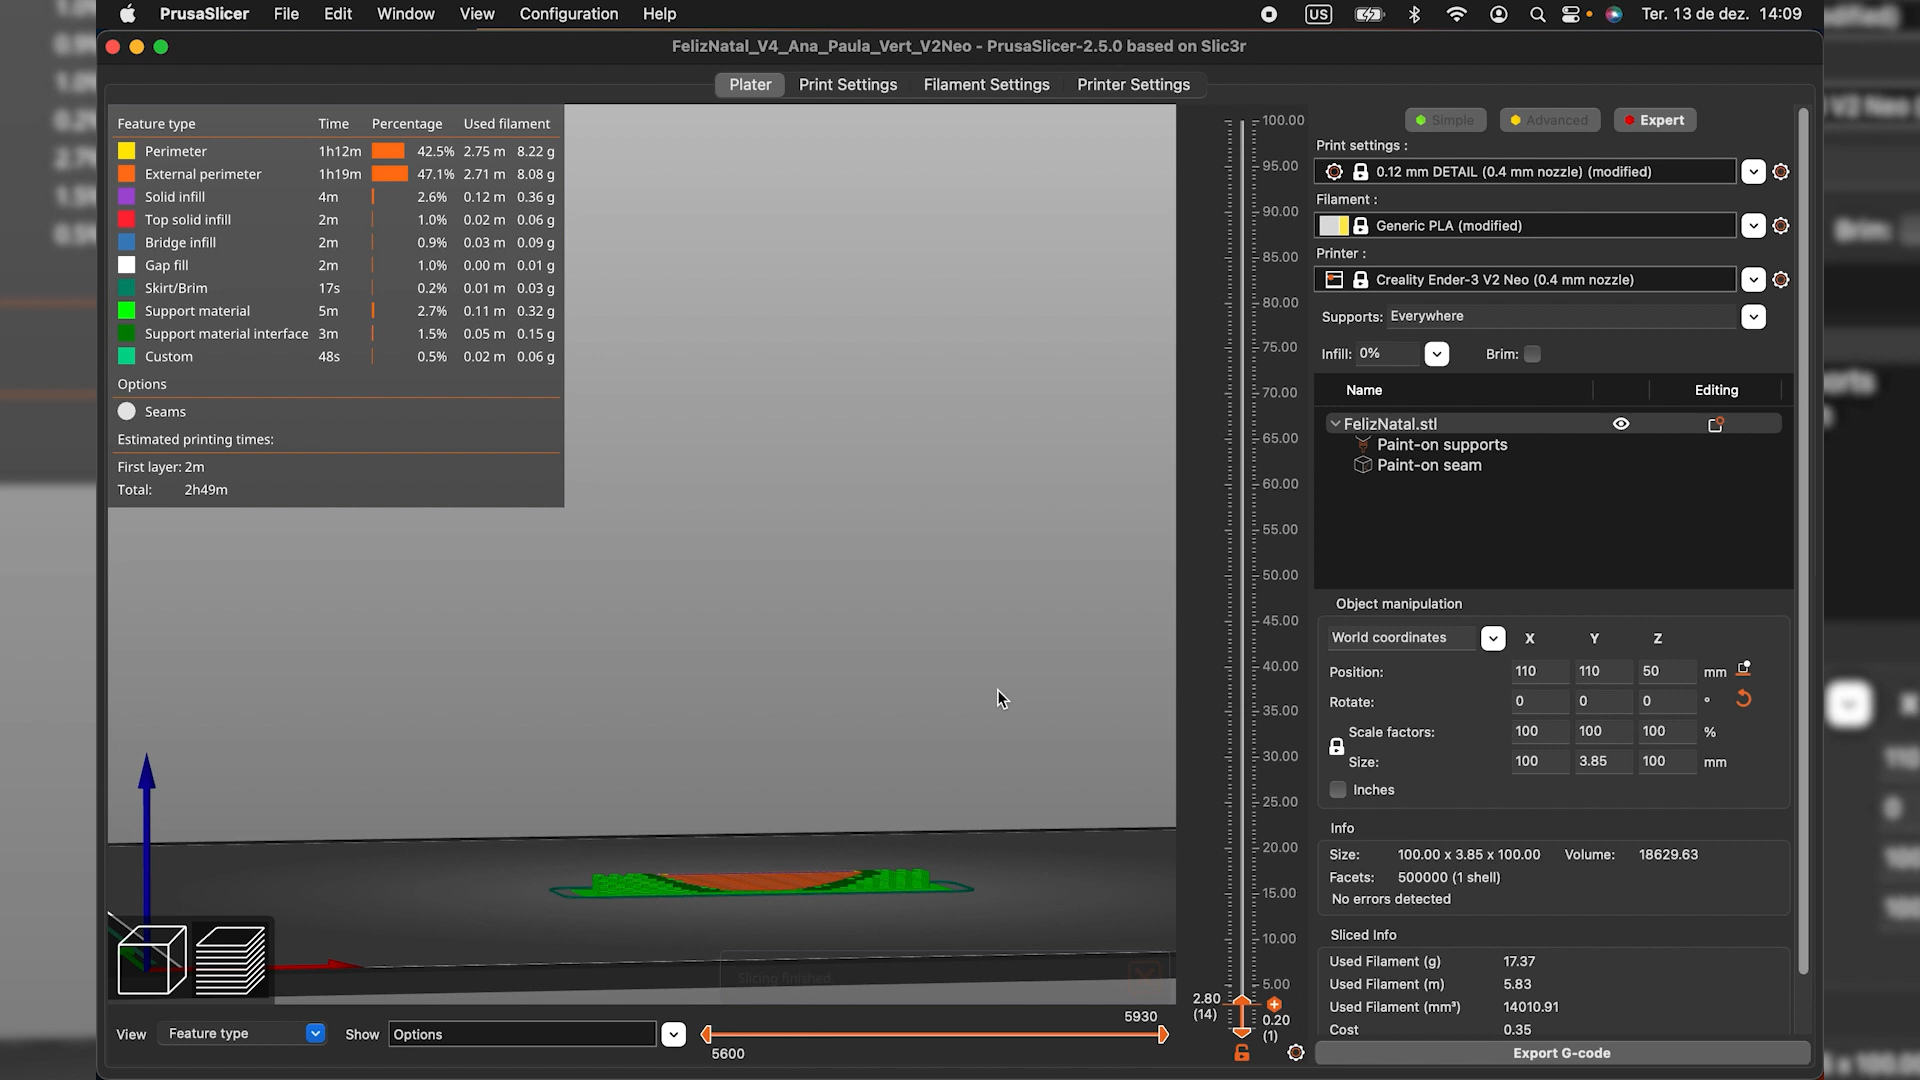 PrusaSlicer File Edit Window View Configuration Help US Ter. 13 de dez. 14:09
FelizNatal_V4_Ana_Paula_Vert_V2Neo - PrusaSlicer-2.5.0 based on Slic3r
Plater Print Settings Filament Settings Printer Settings
Feature type Time Percentage Used filament
Perimeter 1h12m 42.5% 2.75 m 8.22 g
External perimeter 1h19m 47.1% 2.71 m 8.08 g
Solid infill 4m 2.6% 0.12 m 0.36 g
Top solid infill 2m 1.0% 0.02 m 0.06 g
Bridge infill 2m 0.9% 0.03 m 0.09 g
Gap fill 2m 1.0% 0.00 m 0.01 g
Skirt/Brim 17s 0.2% 0.01 m 0.03 g
Support material 5m 2.7% 0.11 m 0.32 g
Support material interface 3m 1.5% 0.05 m 0.15 g
Custom 48s 0.5% 0.02 m 0.06 g
Options
Seams
Estimated printing times:
First layer: 2m
Total: 2h49m
Slicing finished
View Feature type Show Options
5930
5600
100.00
95.00
90.00
85.00
80.00
75.00
70.00
65.00
60.00
55.00
50.00
45.00
40.00
35.00
30.00
25.00
20.00
15.00
10.00
5.00
2.80
(14)
0.20
(1)
Simple Advanced Expert
Print settings :
0.12 mm DETAIL (0.4 mm nozzle) (modified)
Filament :
Generic PLA (modified)
Printer :
Creality Ender-3 V2 Neo (0.4 mm nozzle)
Supports: Everywhere
Infill: 0% Brim:
Name Editing
FelizNatal.stl
Paint-on supports
Paint-on seam
Object manipulation
World coordinates X Y Z
Position: 110 110 50 mm
Rotate: 0 0 0 °
Scale factors: 100 100 100 %
Size: 100 3.85 100 mm
Inches
Info
Size: 100.00 x 3.85 x 100.00 Volume: 18629.63
Facets: 500000 (1 shell)
No errors detected
Sliced Info
Used Filament (g) 17.37
Used Filament (m) 5.83
Used Filament (mm³) 14010.91
Cost 0.35
Export G-code